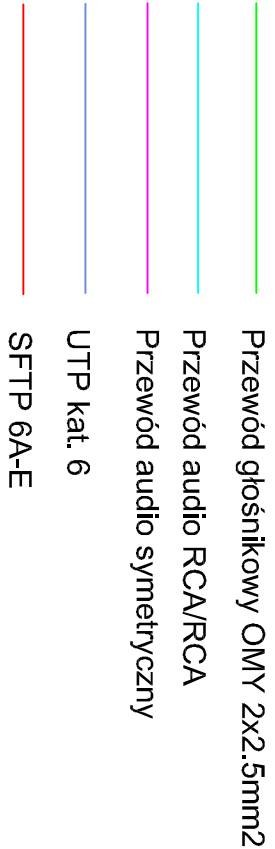 Przewód głośnikowy OMY 2x2.5mm2
Przewód audio RCA/RCA
Przewód audio symetryczny
UTP kat. 6
SFTP 6A-E